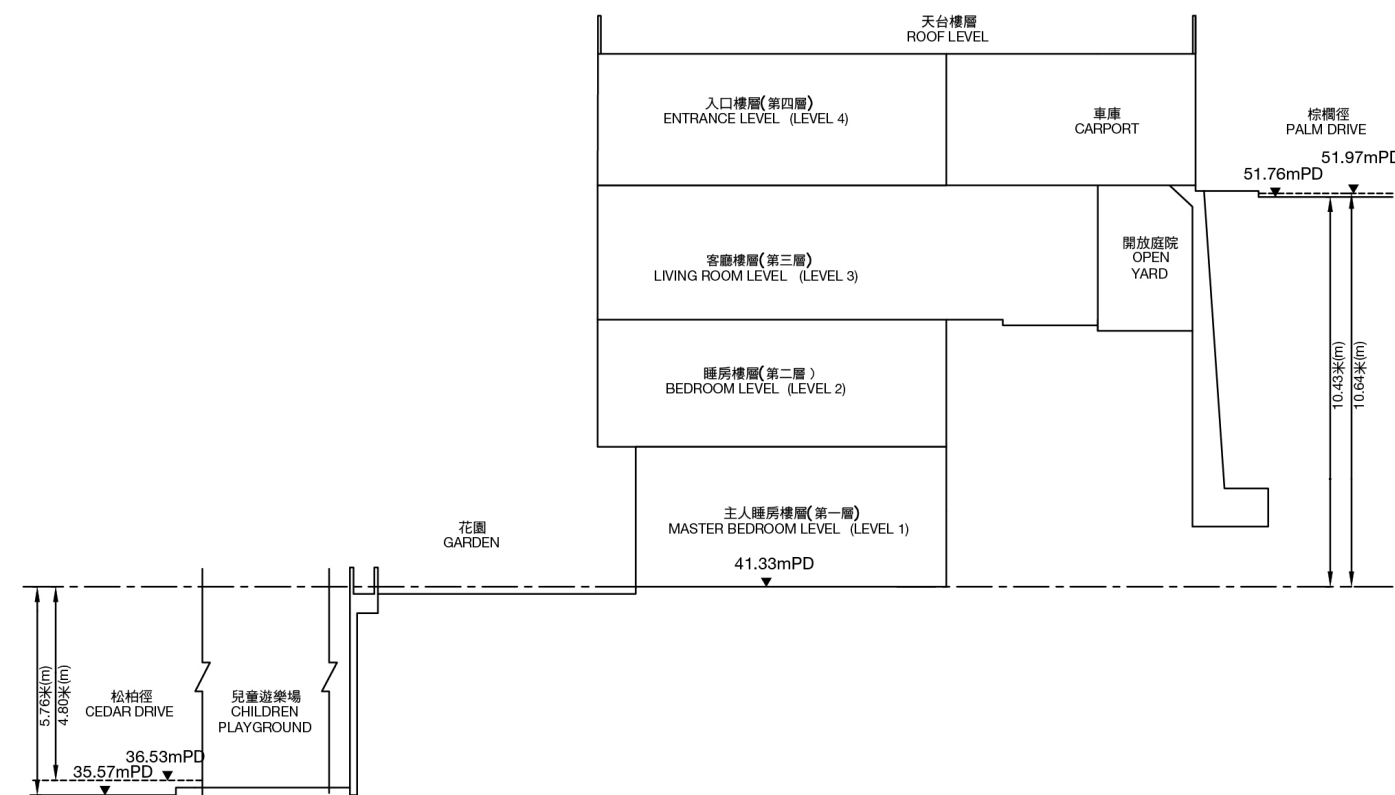 天台樓層
ROOF LEVEL
入口樓層(第四層)
ENTRANCE LEVEL (LEVEL 4)
車庫
CARPORT
棕櫚徑
PALM DRIVE
51.97mPD
51.76mPD
客廳樓層(第三層)
LIVING ROOM LEVEL (LEVEL 3)
開放庭院
OPEN
YARD
睡房樓層(第二層)
BEDROOM LEVEL (LEVEL 2)
10.43米(m)
10.64米(m)
主人睡房樓層(第一層)
MASTER BEDROOM LEVEL (LEVEL 1)
41.33mPD
花園
GARDEN
5.76米(m)
4.80米(m)
松柏徑
CEDAR DRIVE
兒童遊樂場
CHILDREN
PLAYGROUND
36.53mPD
35.57mPD